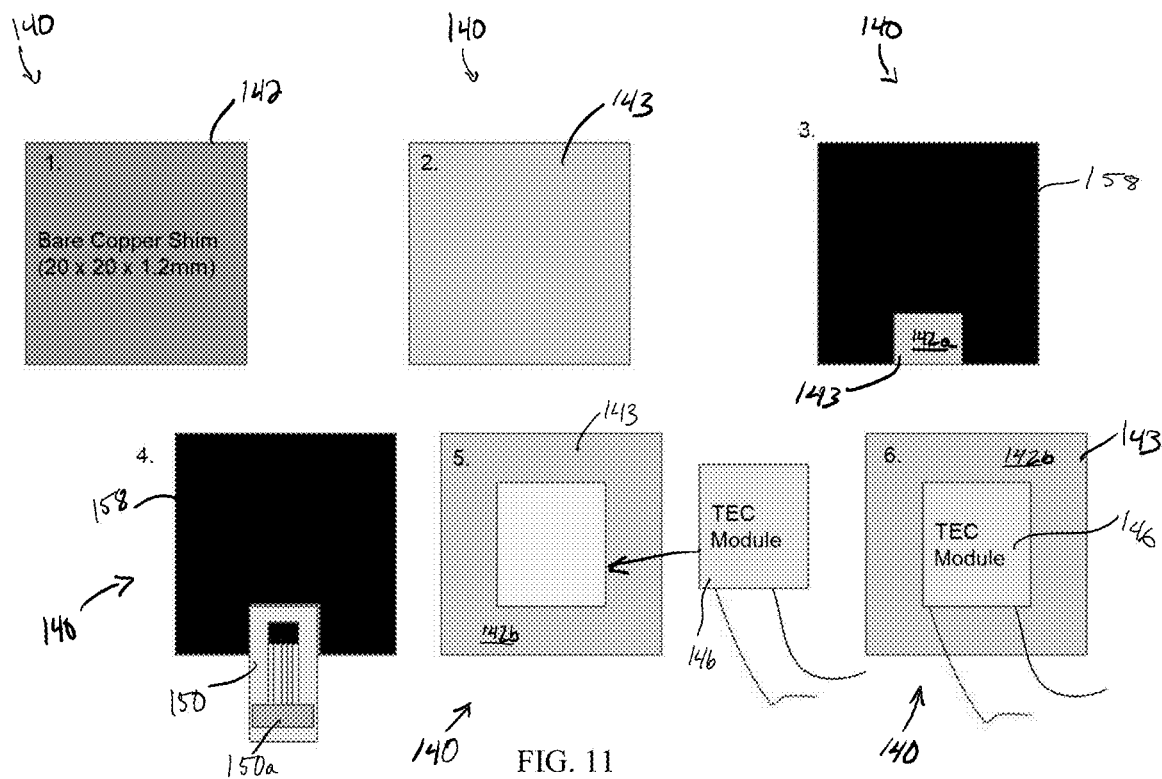 140
140
140
142
143
158
1.
Bare Copper Shim
(20 x 20 x 1.2mm)
2.
3.
142a
143
4.
158
140
150
150a
5.
143
142b
140
TEC
Module
146
6.
142b
143
TEC
Module
146
140
FIG. 11